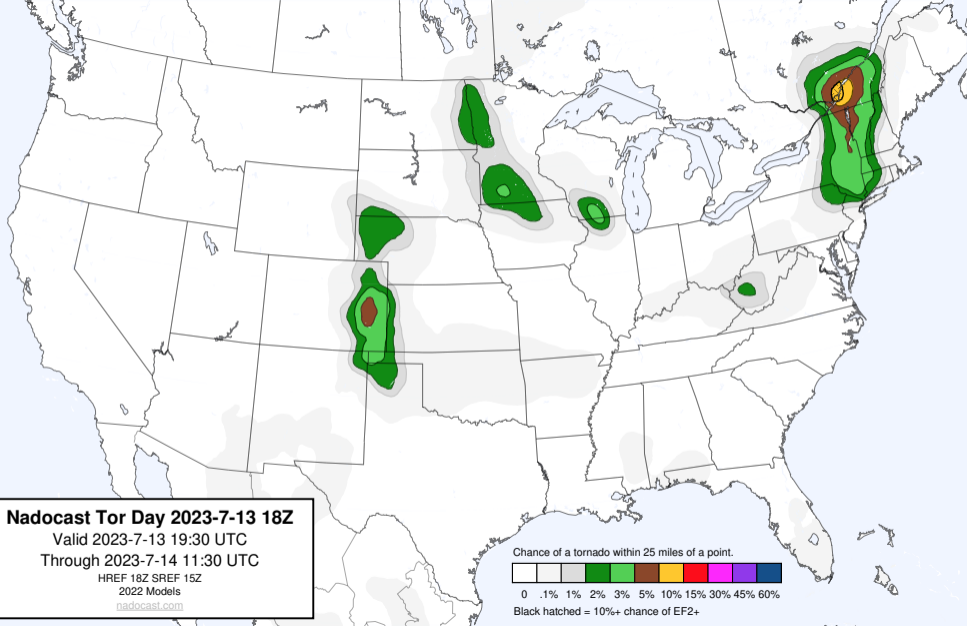 Nadocast Tor Day 2023-7-13 18Z
Valid 2023-7-13 19:30 UTC
Through 2023-7-14 11:30 UTC
HREF 18Z SREF 15Z
2022 Models
nadocast.com
Chance of a tornado within 25 miles of a point.
0 .1% 1% 2% 3% 5% 10% 15% 30% 45% 60%
Black hatched = 10%+ chance of EF2+